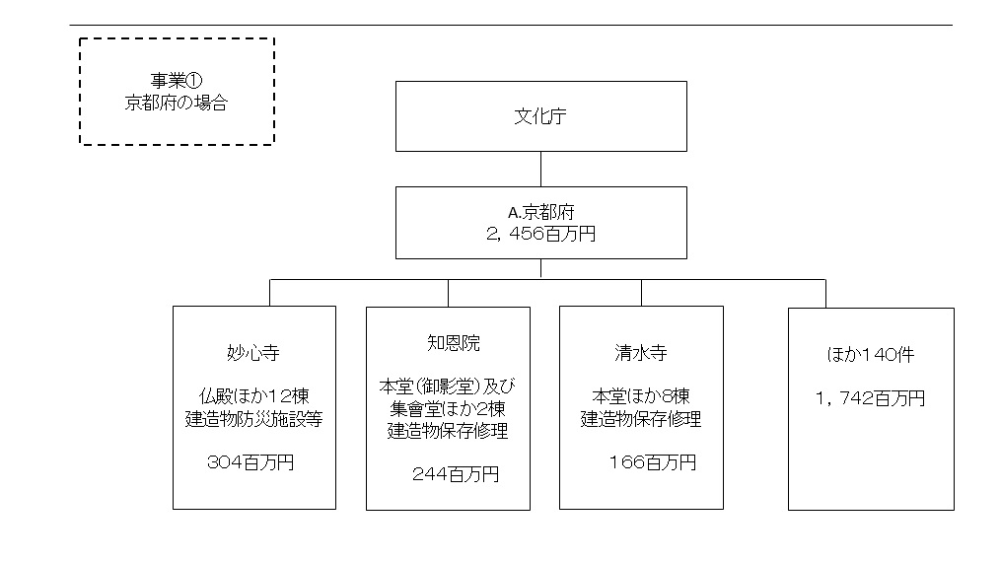 事業①
京都府の場合
文化庁
A.京都府
２，４５６百万円
妙心寺
仏殿ほか１２棟
建造物防災施設等
３０４百万円
知恩院
本堂（御影堂）及び
集會堂ほか２棟
建造物保存修理
２４４百万円
清水寺
本堂ほか８棟
建造物保存修理
１６６百万円
ほか１４０件
１，７４２百万円